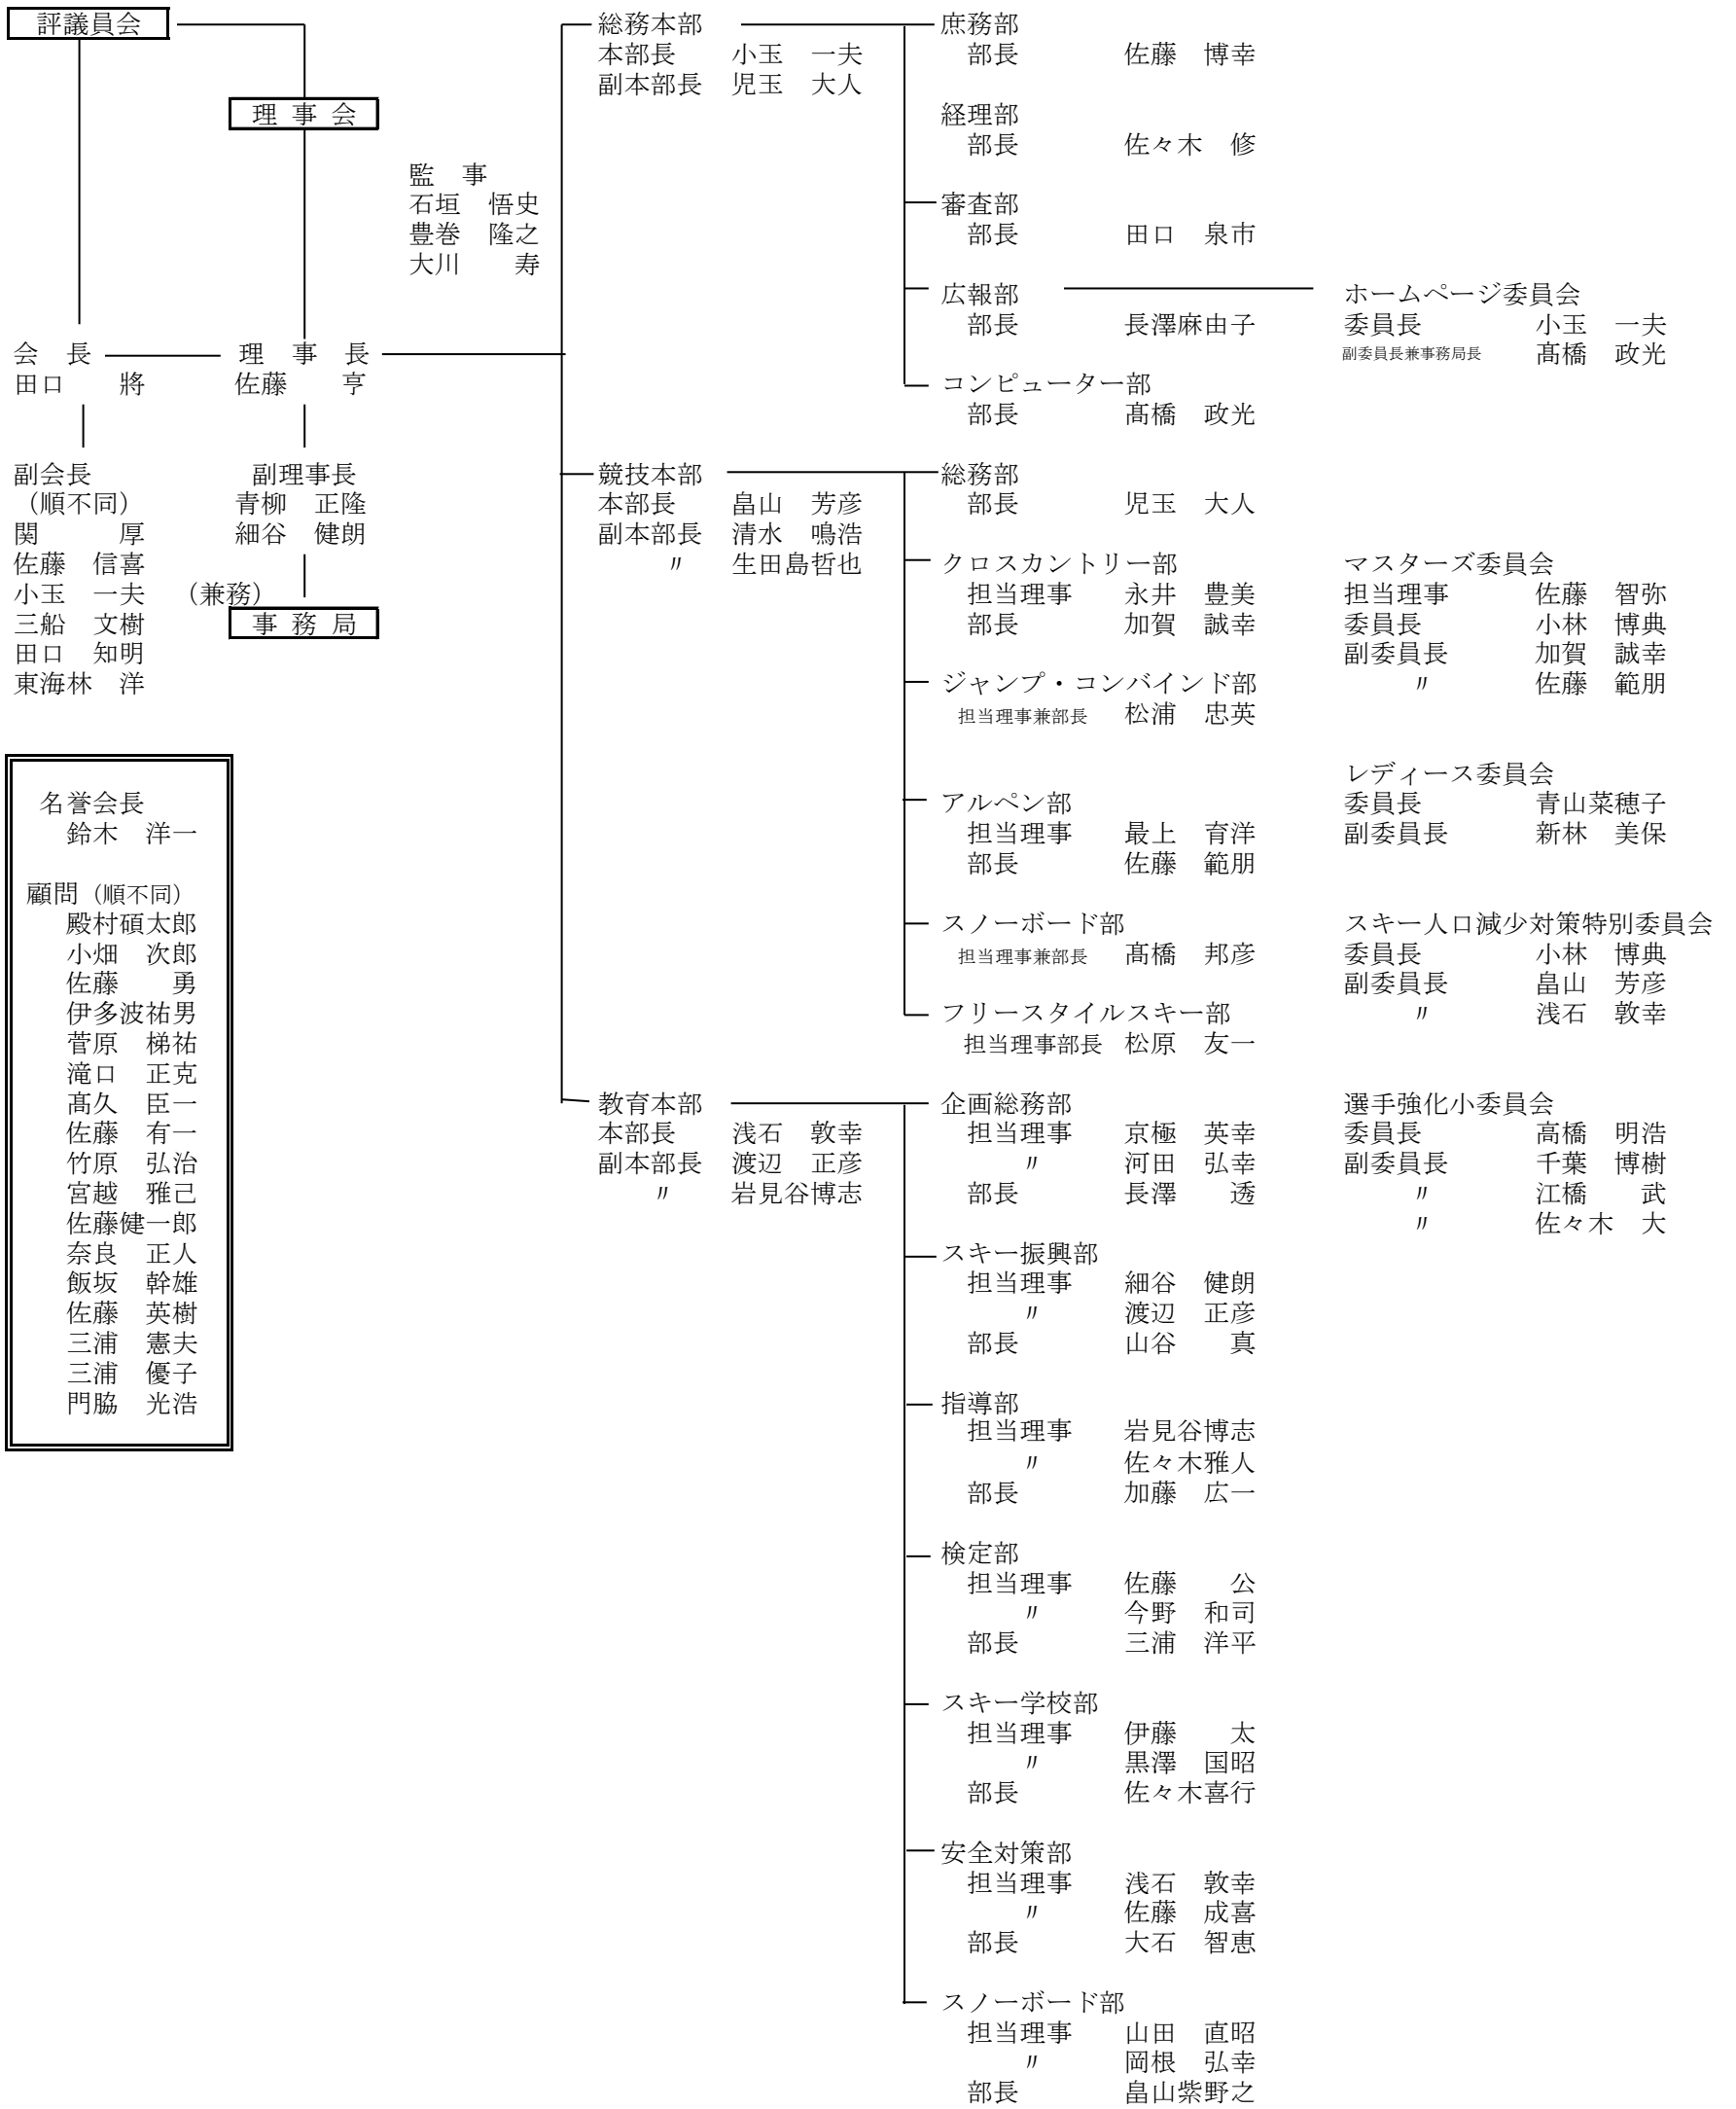 評議員会
理事会
監　事
石垣　悟史
豊巻　隆之
大川　　寿
会　長
田口　　將
理　事　長
佐藤　　亨
副会長
（順不同）
関　　　厚
佐藤　信喜
小玉　一夫　（兼務）
三船　文樹
田口　知明
東海林　洋
副理事長
青柳　正隆
細谷　健朗
事務局
名誉会長
鈴木　洋一
顧問（順不同）
殿村碩太郎
小畑　次郎
佐藤　　勇
伊多波祐男
菅原　梯祐
滝口　正克
髙久　臣一
佐藤　有一
竹原　弘治
宮越　雅己
佐藤健一郎
奈良　正人
飯坂　幹雄
佐藤　英樹
三浦　憲夫
三浦　優子
門脇　光浩
総務本部
本部長　小玉　一夫
副本部長　児玉　大人
庶務部
部長　佐藤　博幸
経理部
部長　佐々木　修
審査部
部長　田口　泉市
広報部
部長　長澤麻由子
ホームページ委員会
委員長　小玉　一夫
副委員長兼事務局長　髙橋　政光
コンピューター部
部長　髙橋　政光
競技本部
本部長　畠山　芳彦
副本部長　清水　鳴浩
〃　生田島哲也
総務部
部長　児玉　大人
クロスカントリー部
担当理事　永井　豊美
部長　加賀　誠幸
ジャンプ・コンバインド部
担当理事兼部長　松浦　忠英
アルペン部
担当理事　最上　育洋
部長　佐藤　範朋
スノーボード部
担当理事兼部長　髙橋　邦彦
フリースタイルスキー部
担当理事部長　松原　友一
マスターズ委員会
担当理事　佐藤　智弥
委員長　小林　博典
副委員長　加賀　誠幸
〃　佐藤　範朋
レディース委員会
委員長　青山菜穂子
副委員長　新林　美保
スキー人口減少対策特別委員会
委員長　小林　博典
副委員長　畠山　芳彦
〃　浅石　敦幸
教育本部
本部長　浅石　敦幸
副本部長　渡辺　正彦
〃　岩見谷博志
企画総務部
担当理事　京極　英幸
〃　河田　弘幸
部長　長澤　　透
スキー振興部
担当理事　細谷　健朗
〃　渡辺　正彦
部長　山谷　　真
指導部
担当理事　岩見谷博志
〃　佐々木雅人
部長　加藤　広一
検定部
担当理事　佐藤　　公
〃　今野　和司
部長　三浦　洋平
スキー学校部
担当理事　伊藤　　太
〃　黒澤　国昭
部長　佐々木喜行
安全対策部
担当理事　浅石　敦幸
〃　佐藤　成喜
部長　大石　智恵
スノーボード部
担当理事　山田　直昭
〃　岡根　弘幸
部長　畠山紫野之
選手強化小委員会
委員長　高橋　明浩
副委員長　千葉　博樹
〃　江橋　　武
〃　佐々木　大